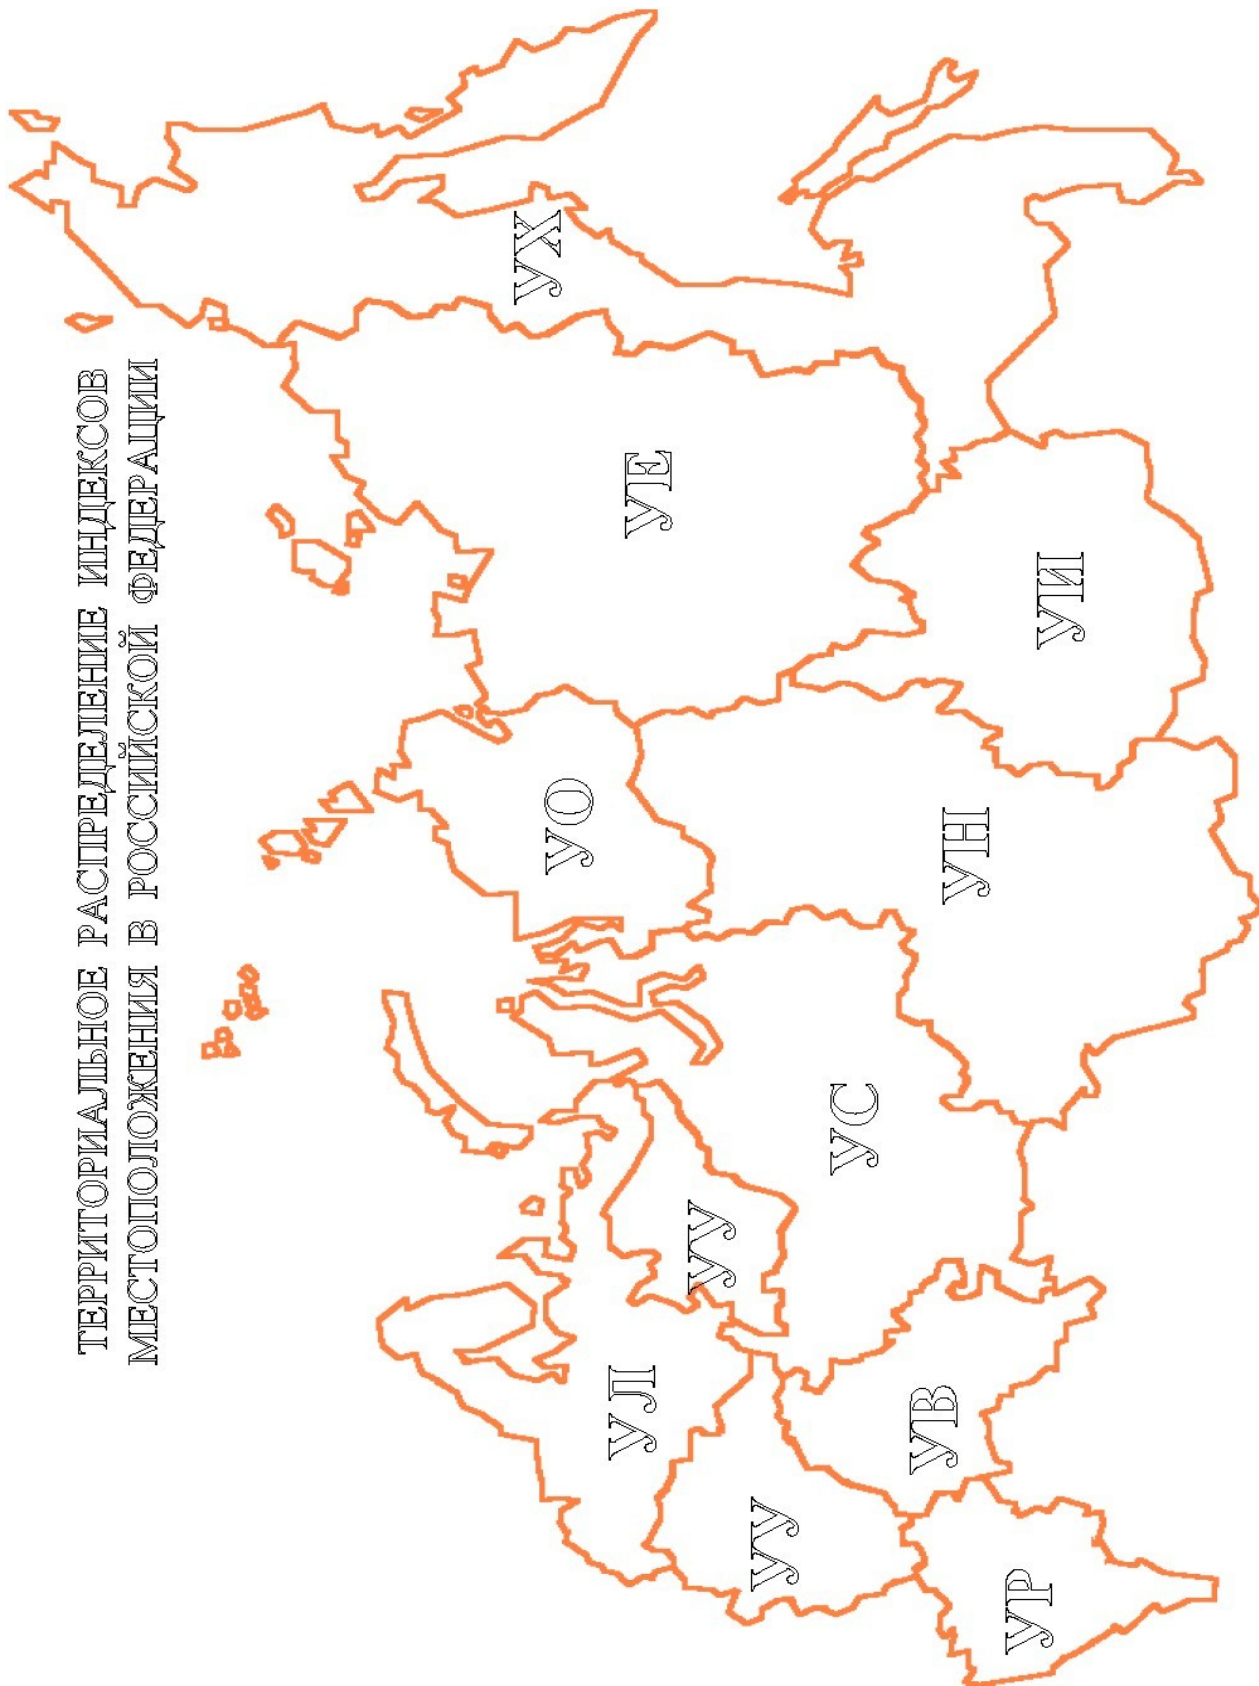 ТЕРРИТОРИАЛЬНОЕ РАСПРЕДЕЛЕНИЕ ИНДЕКСОВ
МЕСТОПОЛОЖЕНИЯ В РОССИЙСКОЙ ФЕДЕРАЦИИ
УЛ
УУ
УО
УЕ
УХ
УУ
УР
УВ
УС
УН
УИ